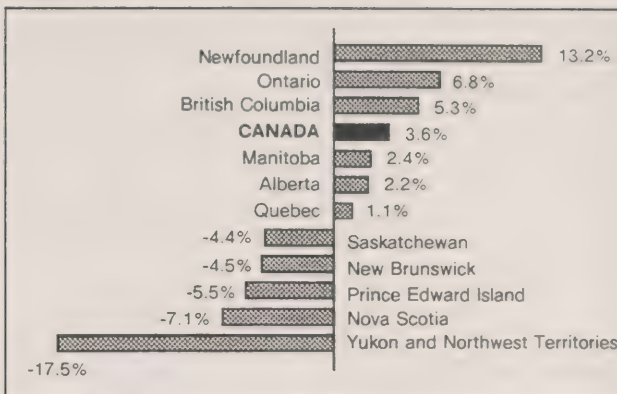 Newfoundland 13.2%
Ontario 6.8%
British Columbia 5.3%
CANADA 3.6%
Manitoba 2.4%
Alberta 2.2%
Quebec 1.1%
-4.4% Saskatchewan
-4.5% New Brunswick
-5.5% Prince Edward Island
-7.1% Nova Scotia
Yukon and Northwest Territories
-17.5%